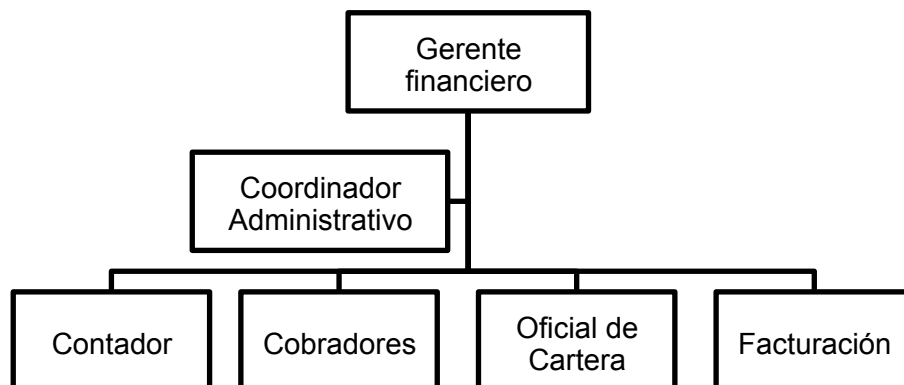 Gerente
financiero
Coordinador
Administrativo
Contador
Cobradores
Oficial de
Cartera
Facturación